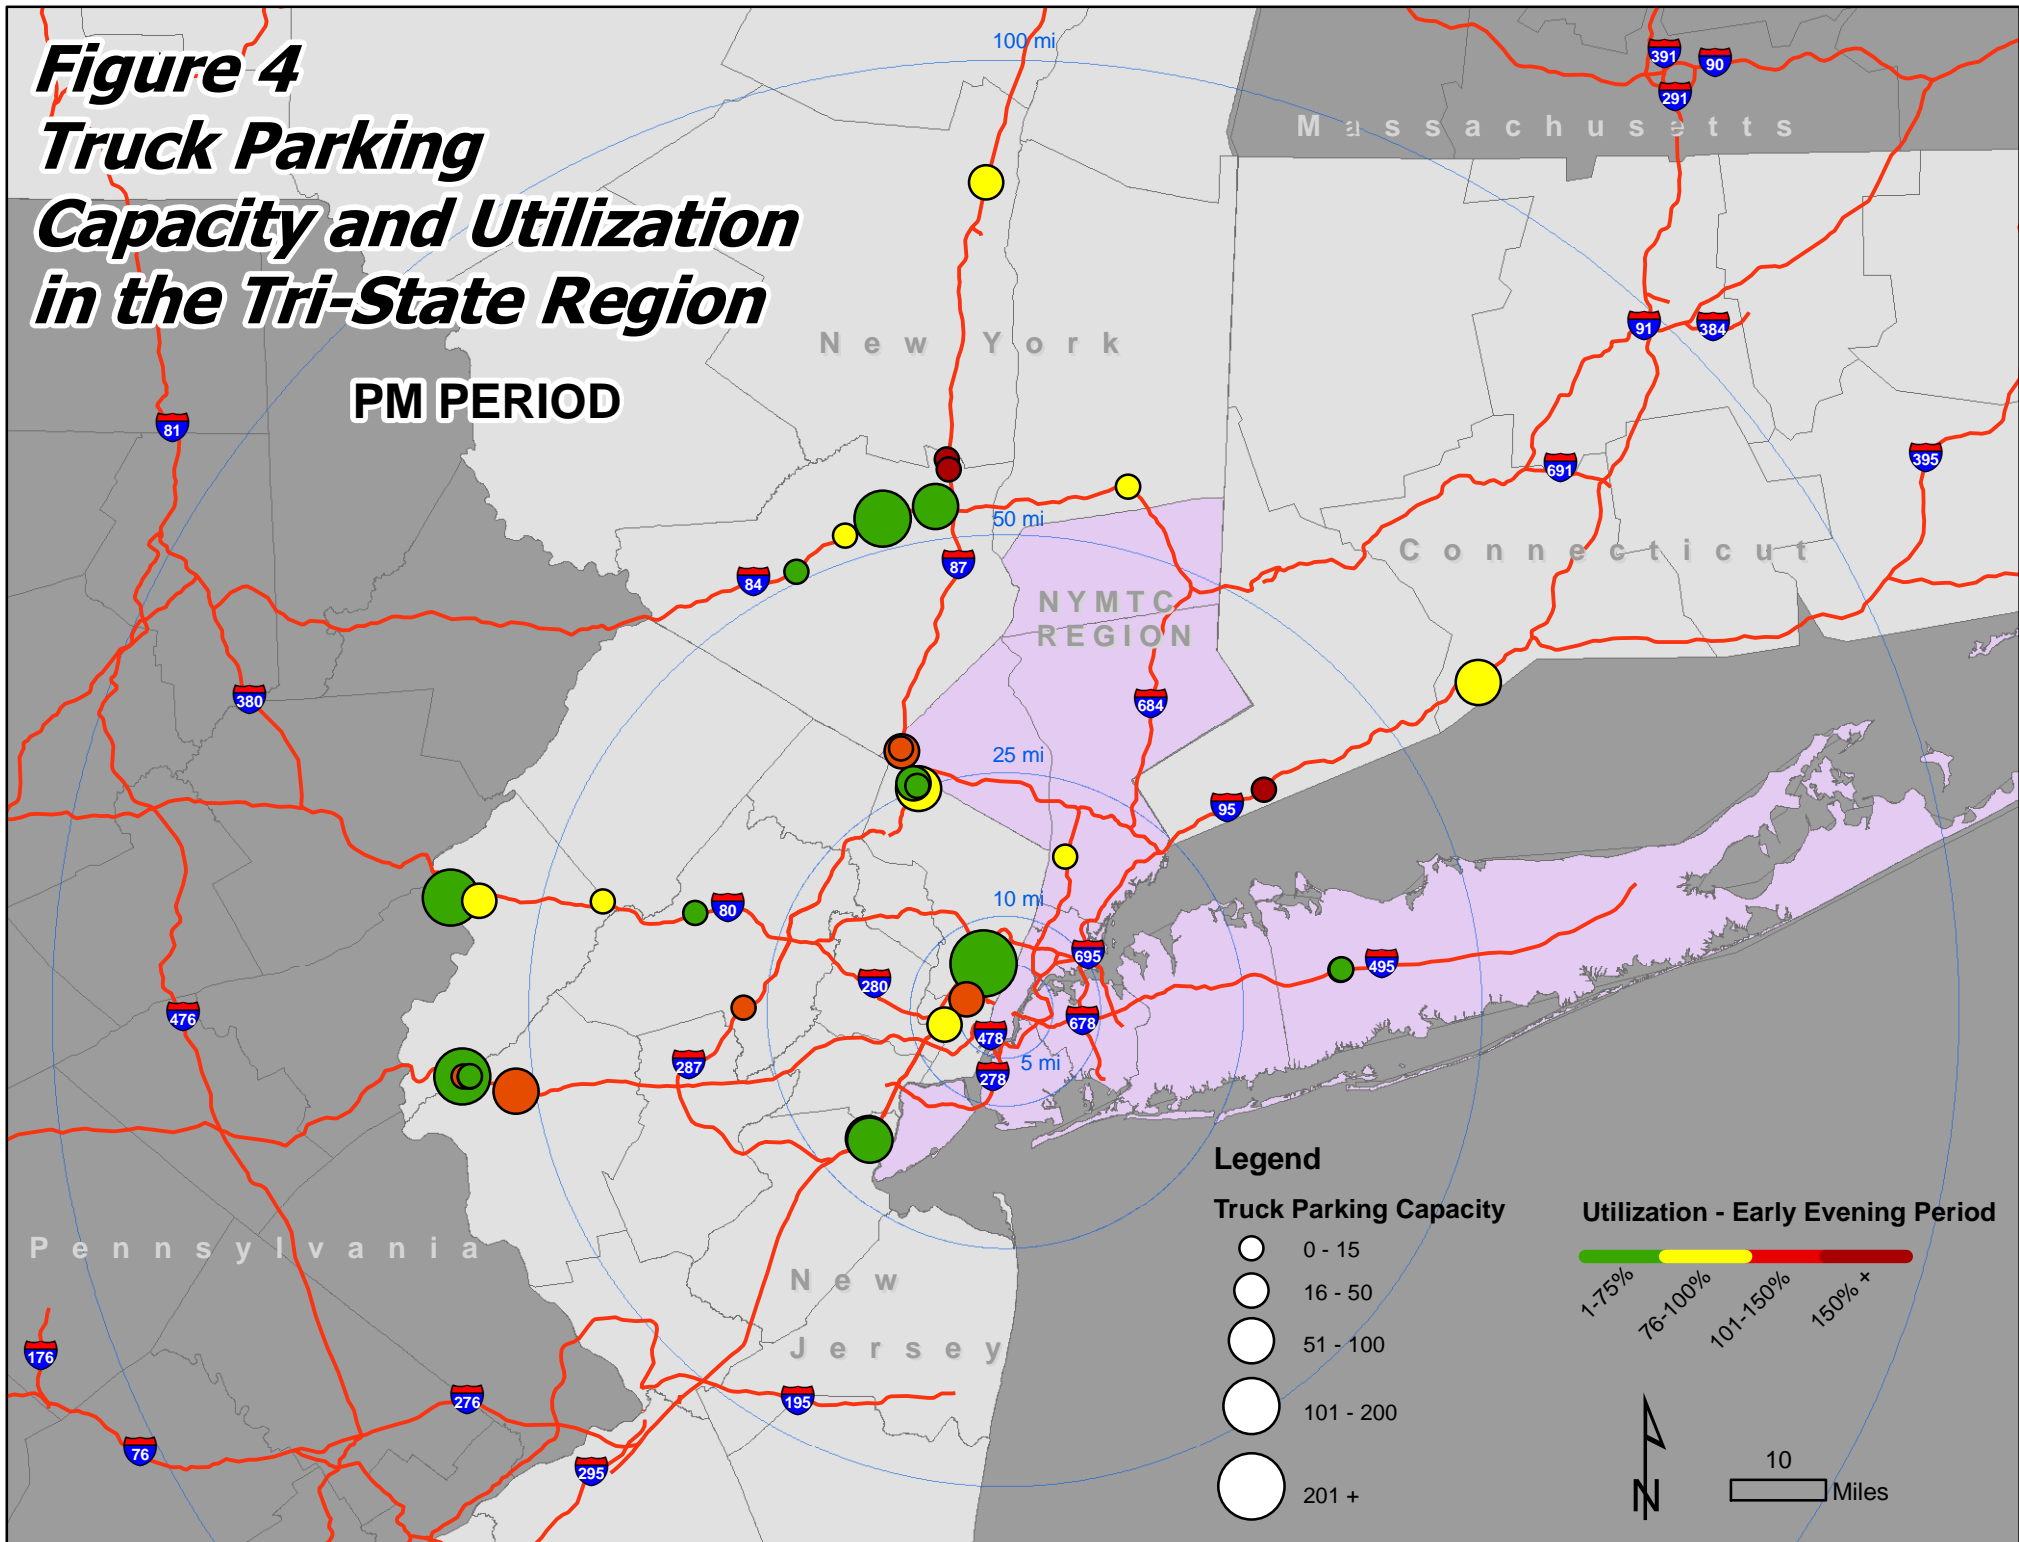 Figure 4
Truck Parking
Capacity and Utilization
in the Tri-State Region
PM PERIOD
100 mi
391
90
291
Massachusetts
New York
91
384
81
691
395
50 mi
Connecticut
87
84
NYMTC
REGION
380
684
25 mi
95
10 mi
80
695
495
280
476
678
478
287
5 mi
278
Pennsylvania
New
Jersey
176
276
195
76
295
Legend
Truck Parking Capacity
0 - 15
16 - 50
51 - 100
101 - 200
201 +
Utilization - Early Evening Period
1-75%
76-100%
101-150%
150% +
N
10
Miles